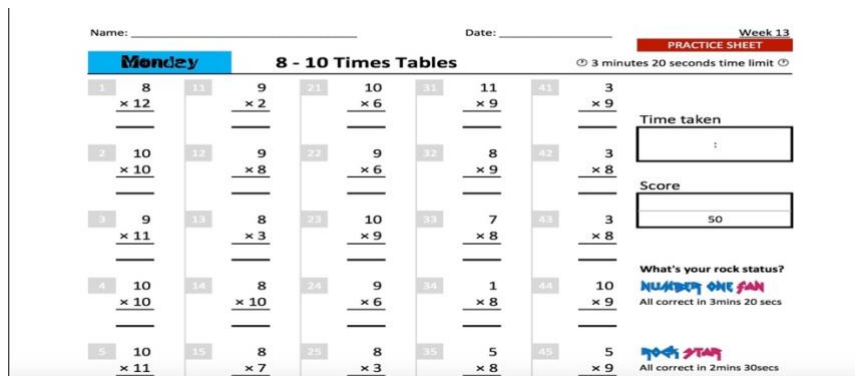 Name: Date: Week 13
PRACTICE SHEET
Monday 8 - 10 Times Tables 3 minutes 20 seconds time limit
1 8 11 9 21 10 31 11 41 3
× 12 × 2 × 6 × 9 × 9
Time taken
:
2 10 12 9 22 9 32 8 42 3
× 10 × 8 × 6 × 9 × 8
Score
50
3 9 13 8 23 10 33 7 43 3
× 11 × 3 × 9 × 8 × 8
What's your rock status?
4 10 14 8 24 9 34 1 44 10 NUMBER ONE FAN
× 10 × 10 × 6 × 8 × 9 All correct in 3mins 20 secs
5 10 15 8 25 8 35 5 45 5 ROCK STAR
× 11 × 7 × 3 × 8 × 9 All correct in 2mins 30secs